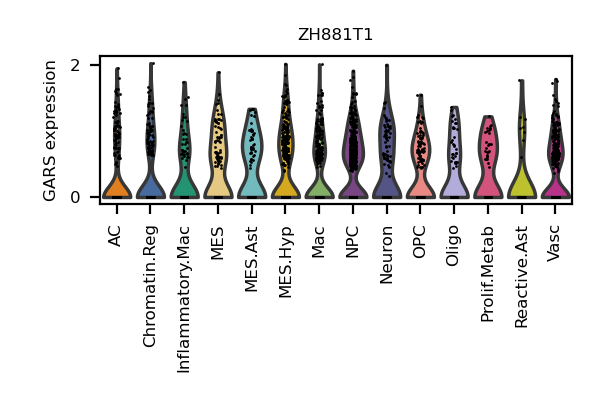 ZH881T1
GARS expression
2
0
AC
Chromatin.Reg
Inflammatory.Mac
MES
MES.Ast
MES.Hyp
Mac
NPC
Neuron
OPC
Oligo
Prolif.Metab
Reactive.Ast
Vasc